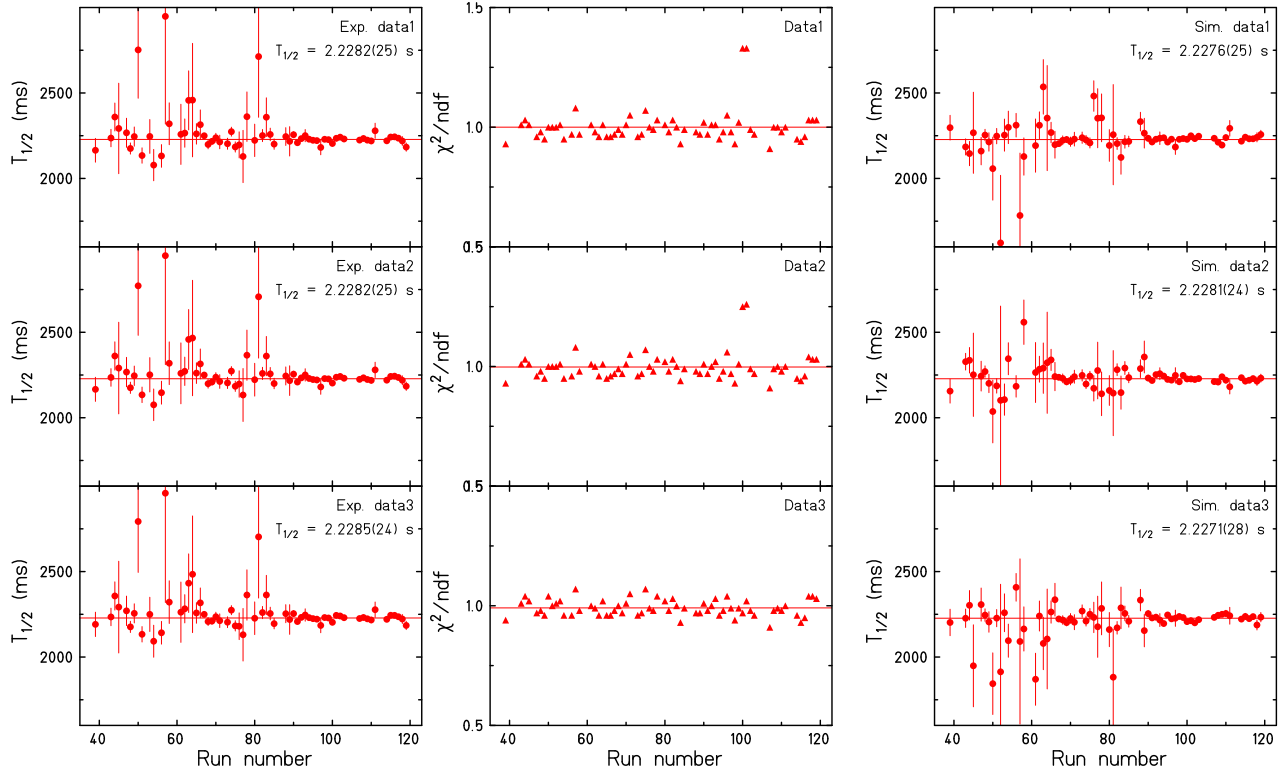 1.5
Exp. data1
T1/2 = 2.2282(25) s
Data1
Sim. data1
T1/2 = 2.2276(25) s
T1/2 (ms)
2500
2000
χ²/ndf
1.0
T1/2 (ms)
2500
2000
0.5
1.5
Exp. data2
T1/2 = 2.2282(25) s
Data2
Sim. data2
T1/2 = 2.2281(24) s
T1/2 (ms)
2500
2000
χ²/ndf
1.0
T1/2 (ms)
2500
2000
0.5
1.5
Exp. data3
T1/2 = 2.2285(24) s
Data3
Sim. data3
T1/2 = 2.2271(28) s
T1/2 (ms)
2500
2000
χ²/ndf
1.0
T1/2 (ms)
2500
2000
0.5
40 60 80 100 120
40 60 80 100 120
40 60 80 100 120
Run number
Run number
Run number